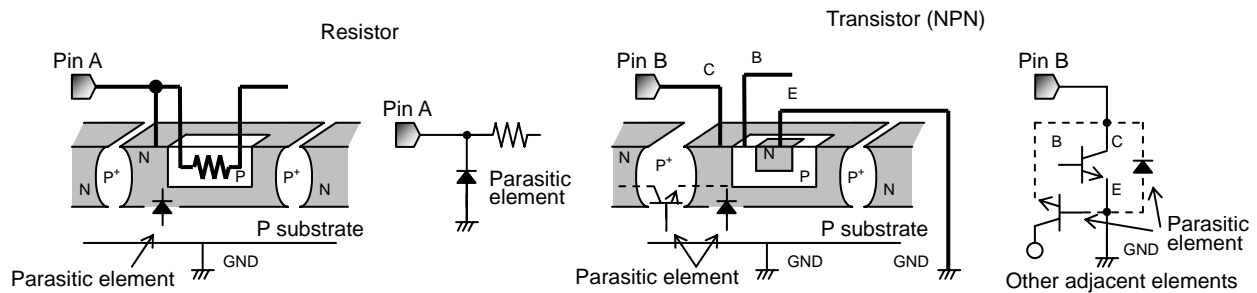 Resistor
Transistor (NPN)
Pin A
Pin B
C
B
E
Pin B
Pin A
N
N
P+
P
P+
N
Parasitic
element
P substrate
GND
Parasitic element
N
P+
N
P
P+
N
P substrate
GND
GND
Parasitic element
B
C
E
GND
Parasitic
element
Other adjacent elements